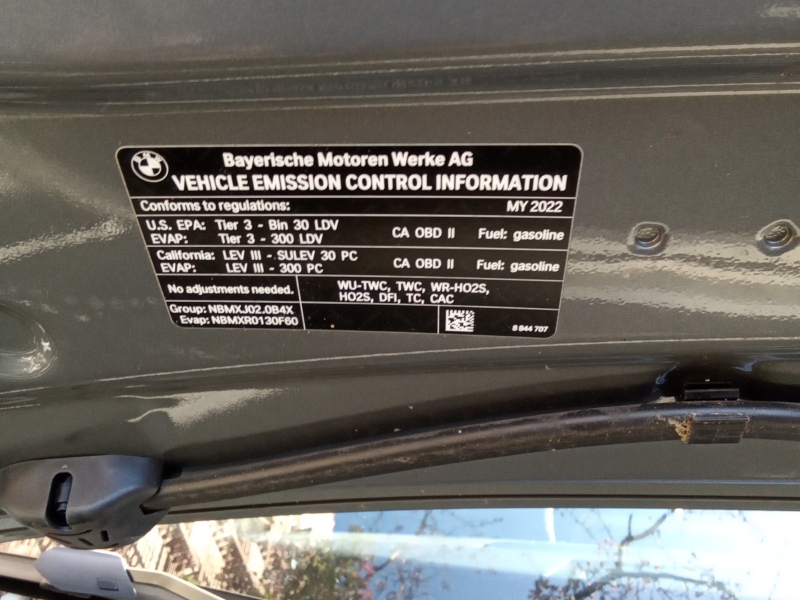 BMW
Bayerische Motoren Werke AG
VEHICLE EMISSION CONTROL INFORMATION
Conforms to regulations: MY 2022
U.S. EPA: Tier 3 - Bin 30 LDV CA OBD II Fuel: gasoline
EVAP: Tier 3 - 300 LDV
California: LEV III - SULEV 30 PC CA OBD II Fuel: gasoline
EVAP: LEV III - 300 PC
No adjustments needed. WU-TWC, TWC, WR-HO2S,
HO2S, DFI, TC, CAC
Group: NBMXJ02.0B4X
Evap: NBMXR0130F60
8 844 707